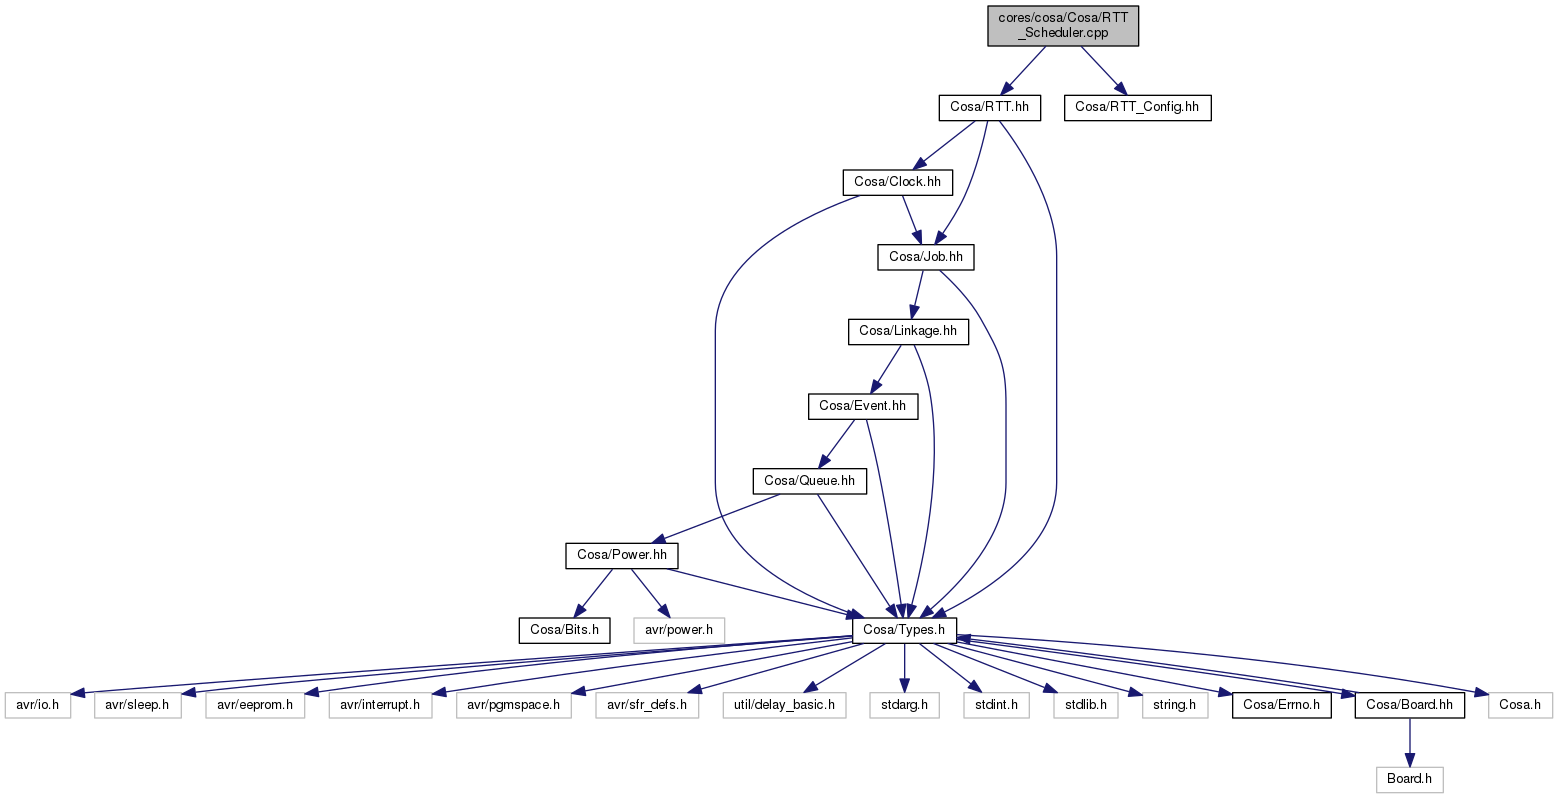 cores/cosa/Cosa/RTT
_Scheduler.cpp
Cosa/RTT.hh
Cosa/RTT_Config.hh
Cosa/Clock.hh
Cosa/Job.hh
Cosa/Linkage.hh
Cosa/Event.hh
Cosa/Queue.hh
Cosa/Power.hh
Cosa/Bits.h
avr/power.h
Cosa/Types.h
avr/io.h
avr/sleep.h
avr/eeprom.h
avr/interrupt.h
avr/pgmspace.h
avr/sfr_defs.h
util/delay_basic.h
stdarg.h
stdint.h
stdlib.h
string.h
Cosa/Errno.h
Cosa/Board.hh
Cosa.h
Board.h